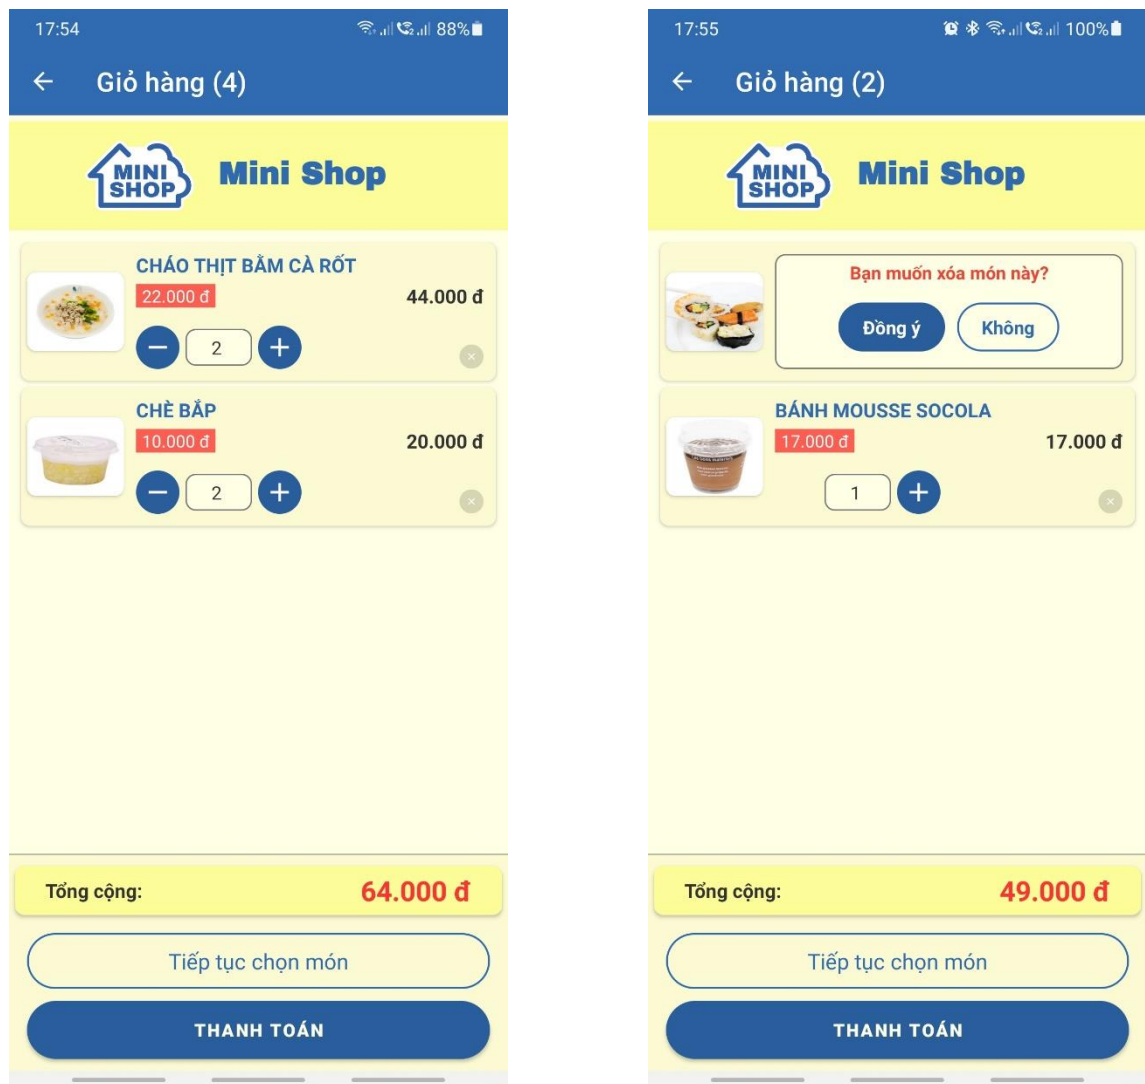 17:54
88%
Giỏ hàng (4)
MINI
SHOP
Mini Shop
CHÁO THỊT BẰM CÀ RỐT
22.000 đ
44.000 đ
2
CHÈ BẮP
10.000 đ
20.000 đ
2
Tổng cộng:
64.000 đ
Tiếp tục chọn món
THANH TOÁN
17:55
100%
Giỏ hàng (2)
MINI
SHOP
Mini Shop
Bạn muốn xóa món này?
Đồng ý
Không
BÁNH MOUSSE SOCOLA
17.000 đ
17.000 đ
1
Tổng cộng:
49.000 đ
Tiếp tục chọn món
THANH TOÁN